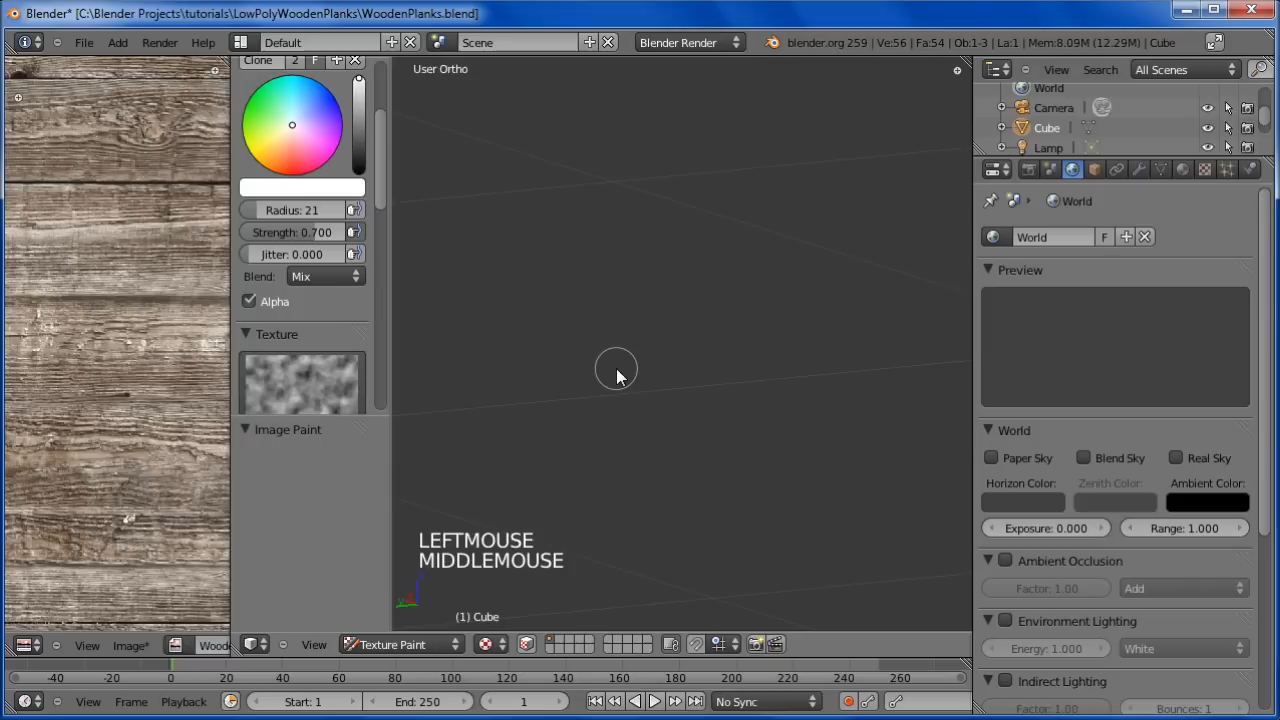 Blender* [C:\Blender Projects\tutorials\LowPolyWoodenPlanks\WoodenPlanks.blend]
File Add Render Help Default Scene Blender Render blender.org 259 | Ve:56 | Fa:54 | Ob:1-3 | La:1 | Mem:8.09M (12.29M) | Cube
Clone 2 F
User Ortho
View Search All Scenes
World
Camera
Cube
Lamp
World
World F
Radius: 21
Strength: 0.700
Jitter: 0.000
Blend: Mix
Alpha
Texture
Image Paint
Preview
World
Paper Sky Blend Sky Real Sky
Horizon Color: Zenith Color: Ambient Color:
Exposure: 0.000 Range: 1.000
Ambient Occlusion
Factor: 1.00 Add
Environment Lighting
Energy: 1.000 White
Indirect Lighting
Factor: 1.00 Bounces: 1
LEFTMOUSE
MIDDLEMOUSE
(1) Cube
View Image* Woode View Texture Paint
-40 -20 0 20 40 60 80 100 120 140 160 180 200 220 240 260
View Frame Playback Start: 1 End: 250 1 No Sync